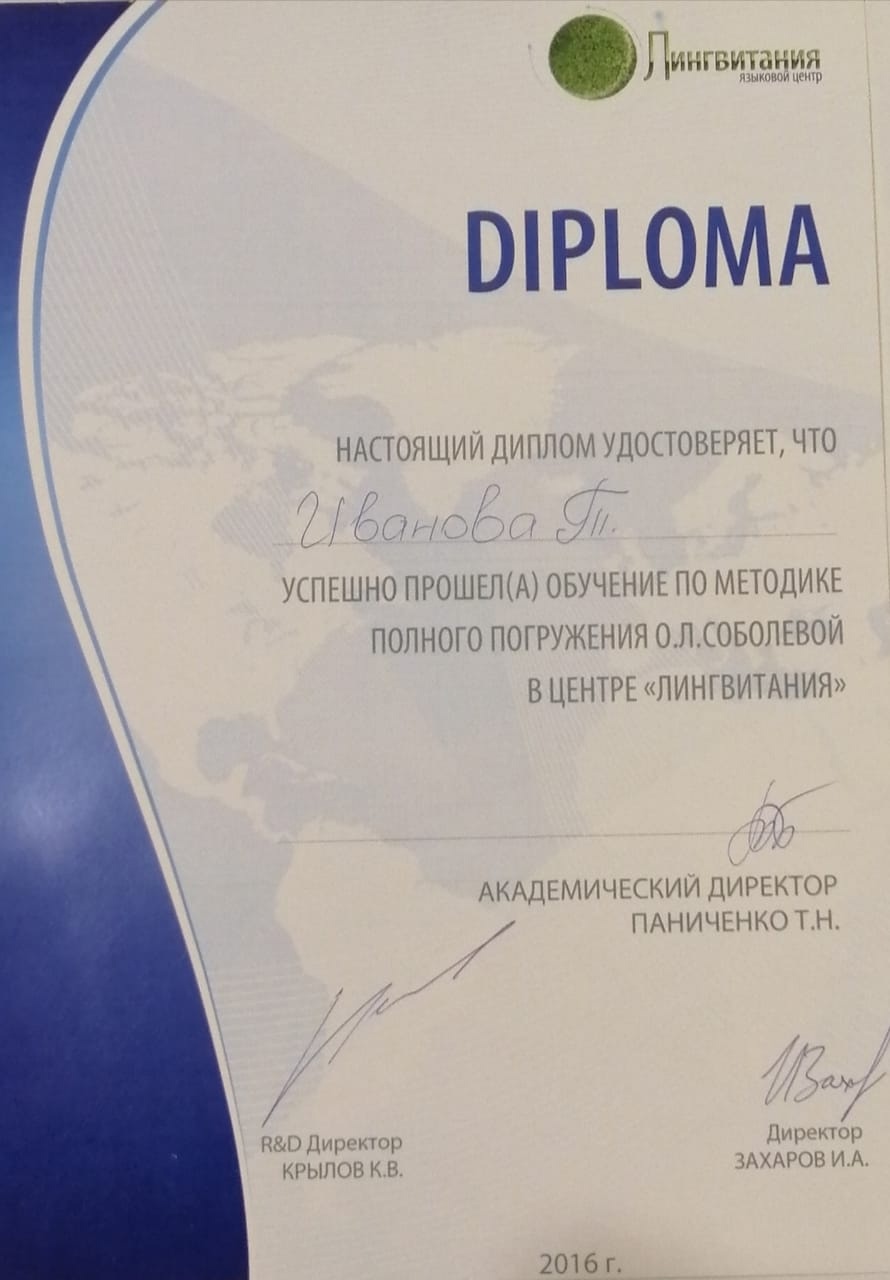 Лингвитания
языковой центр
DIPLOMA
НАСТОЯЩИЙ ДИПЛОМ УДОСТОВЕРЯЕТ, ЧТО
Иванова Т.
УСПЕШНО ПРОШЕЛ(А) ОБУЧЕНИЕ ПО МЕТОДИКЕ
ПОЛНОГО ПОГРУЖЕНИЯ О.Л.СОБОЛЕВОЙ
В ЦЕНТРЕ «ЛИНГВИТАНИЯ»
АКАДЕМИЧЕСКИЙ ДИРЕКТОР
ПАНИЧЕНКО Т.Н.
R&D Директор
КРЫЛОВ К.В.
Директор
ЗАХАРОВ И.А.
2016 г.